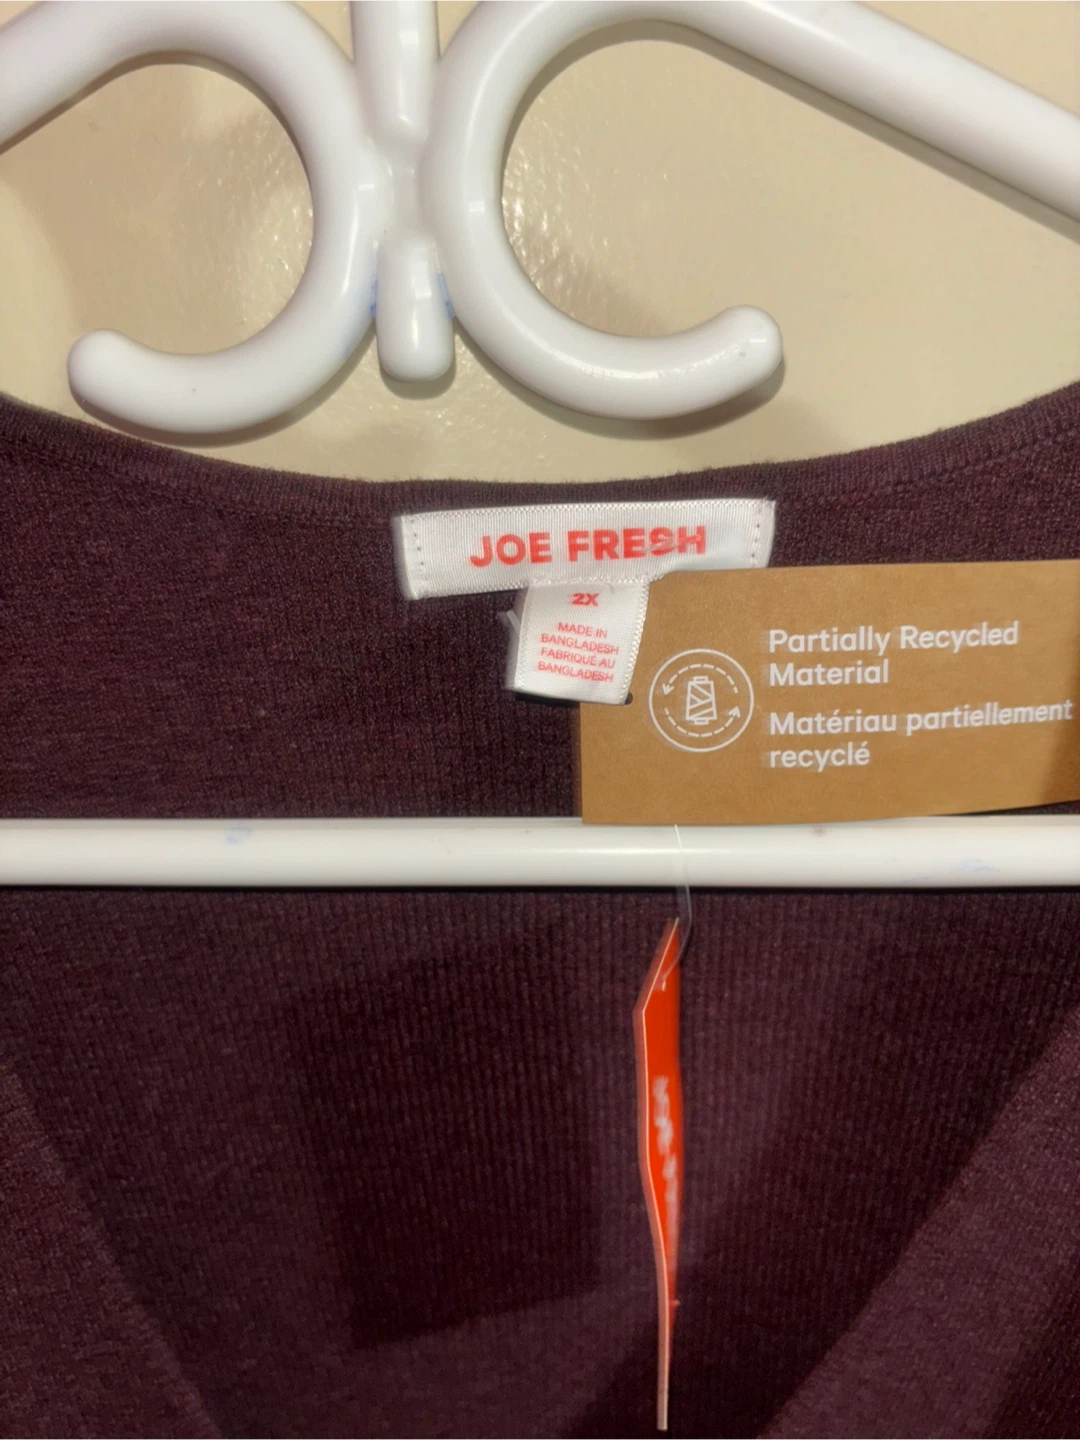 JOE FRESH
2X
MADE IN
BANGLADESH
FABRIQUÉ AU
BANGLADESH
Partially Recycled
Material
Matériau partiellement
recyclé